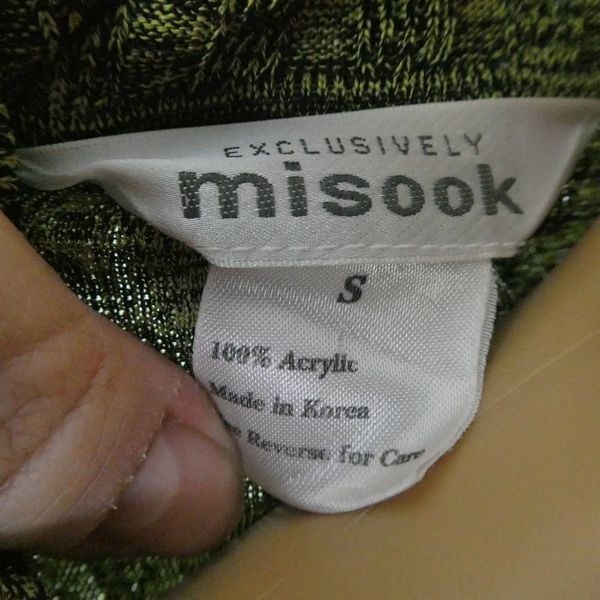 EXCLUSIVELY
misook
S
100% Acrylic
Made in Korea
Reverse for Care